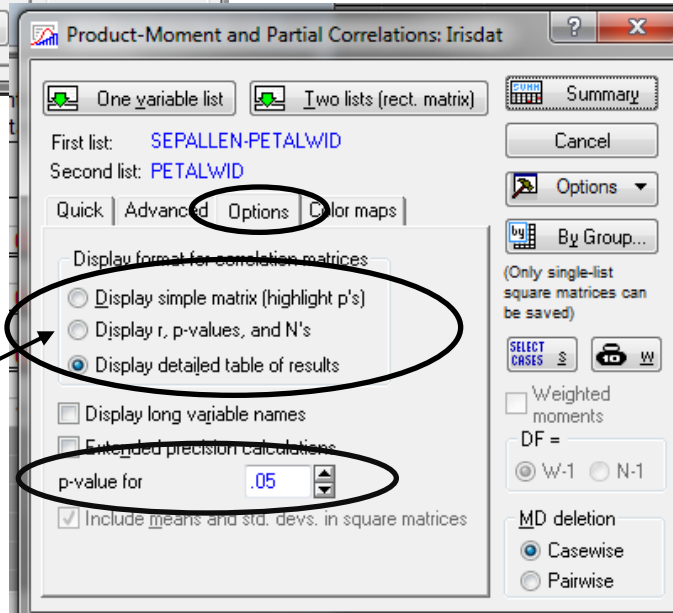 Product-Moment and Partial Correlations: Irisdat
?
X
One variable list
Two lists (rect. matrix)
First list: SEPALLEN-PETALWID
Second list: PETALWID
Quick
Advanced
Options
Color maps
Display format for correlation matrices
Display simple matrix (highlight p's)
Display r, p-values, and N's
Display detailed table of results
Display long variable names
Extended precision calculations
p-value for .05
Include means and std. devs. in square matrices
SUMM Summary
Cancel
Options
By Group...
(Only single-list
square matrices can
be saved)
SELECT
CASES S
W
Weighted
moments
DF =
W-1 N-1
MD deletion
Casewise
Pairwise